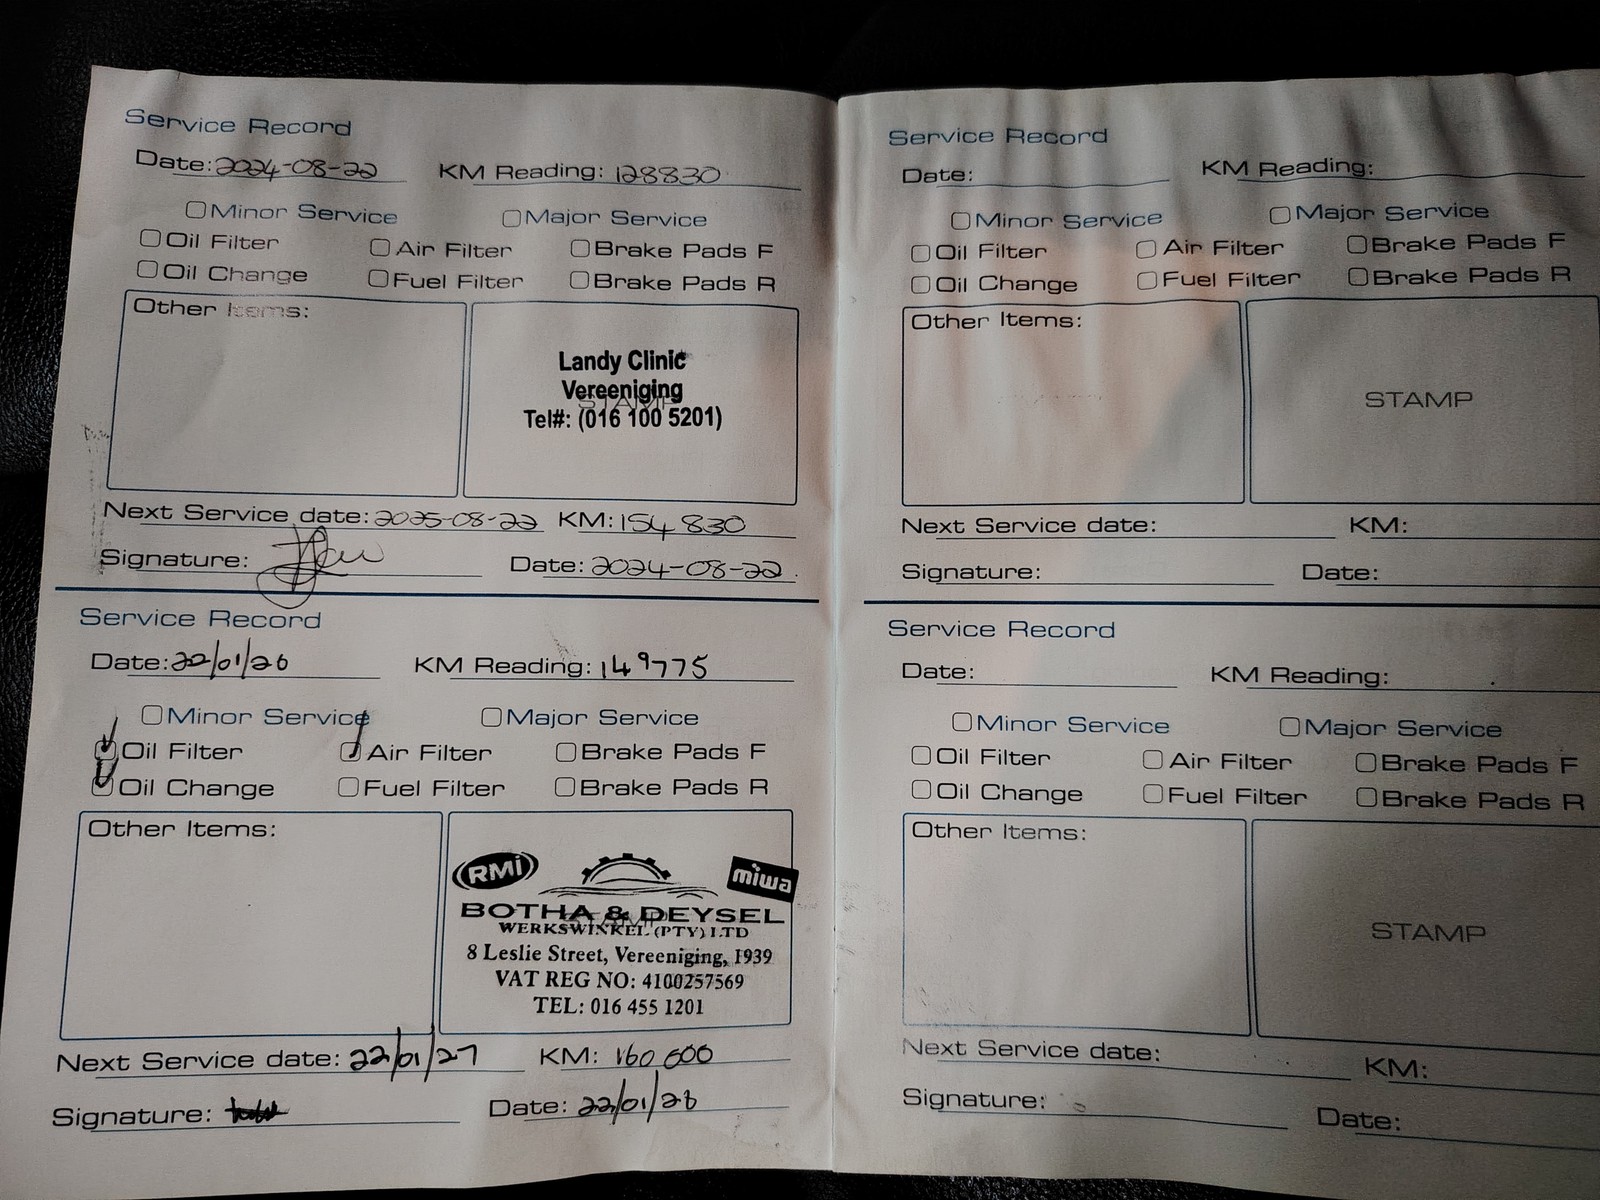 Service Record
Date: 2024-08-22 KM Reading: 128830
Minor Service Major Service
Oil Filter Air Filter Brake Pads F
Oil Change Fuel Filter Brake Pads R
Other Items:
STAMP
Landy Clinic
Vereeniging
Tel#: (016 100 5201)
Next Service date: 2025-08-22 KM: 154 830
Signature: Date: 2024-08-22
Service Record
Date: 22/01/26 KM Reading: 149775
Minor Service Major Service
Oil Filter Air Filter Brake Pads F
Oil Change Fuel Filter Brake Pads R
Other Items:
STAMP
RMI miwa
BOTHA & DEYSEL
WERKSWINKEL (PTY) LTD
8 Leslie Street, Vereeniging, 1939
VAT REG NO: 4100257569
TEL: 016 455 1201
Next Service date: 22/01/27 KM: 160 000
Signature: Date: 22/01/26
Service Record
Date: KM Reading:
Minor Service Major Service
Oil Filter Air Filter Brake Pads F
Oil Change Fuel Filter Brake Pads R
Other Items:
STAMP
Next Service date: KM:
Signature: Date:
Service Record
Date: KM Reading:
Minor Service Major Service
Oil Filter Air Filter Brake Pads F
Oil Change Fuel Filter Brake Pads R
Other Items:
STAMP
Next Service date: KM:
Signature: Date: